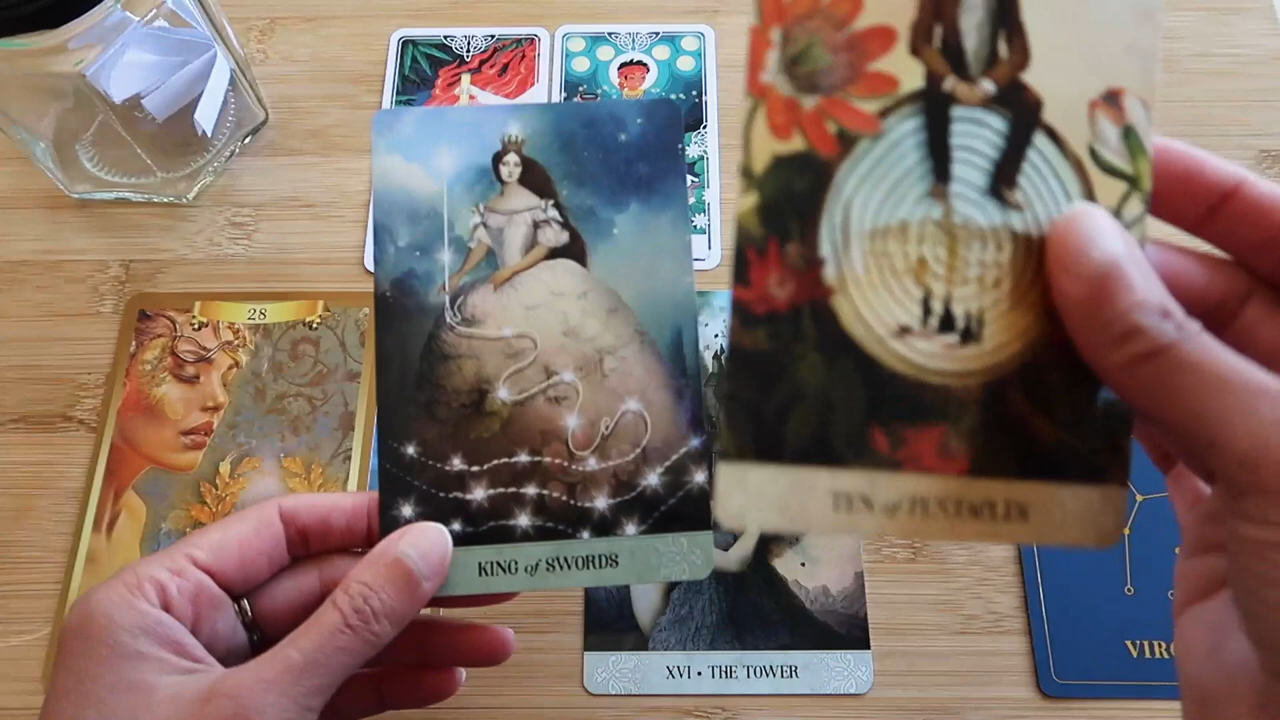 28
KING of SWORDS
TEN of PENTACLES
XVI • THE TOWER
VIRG